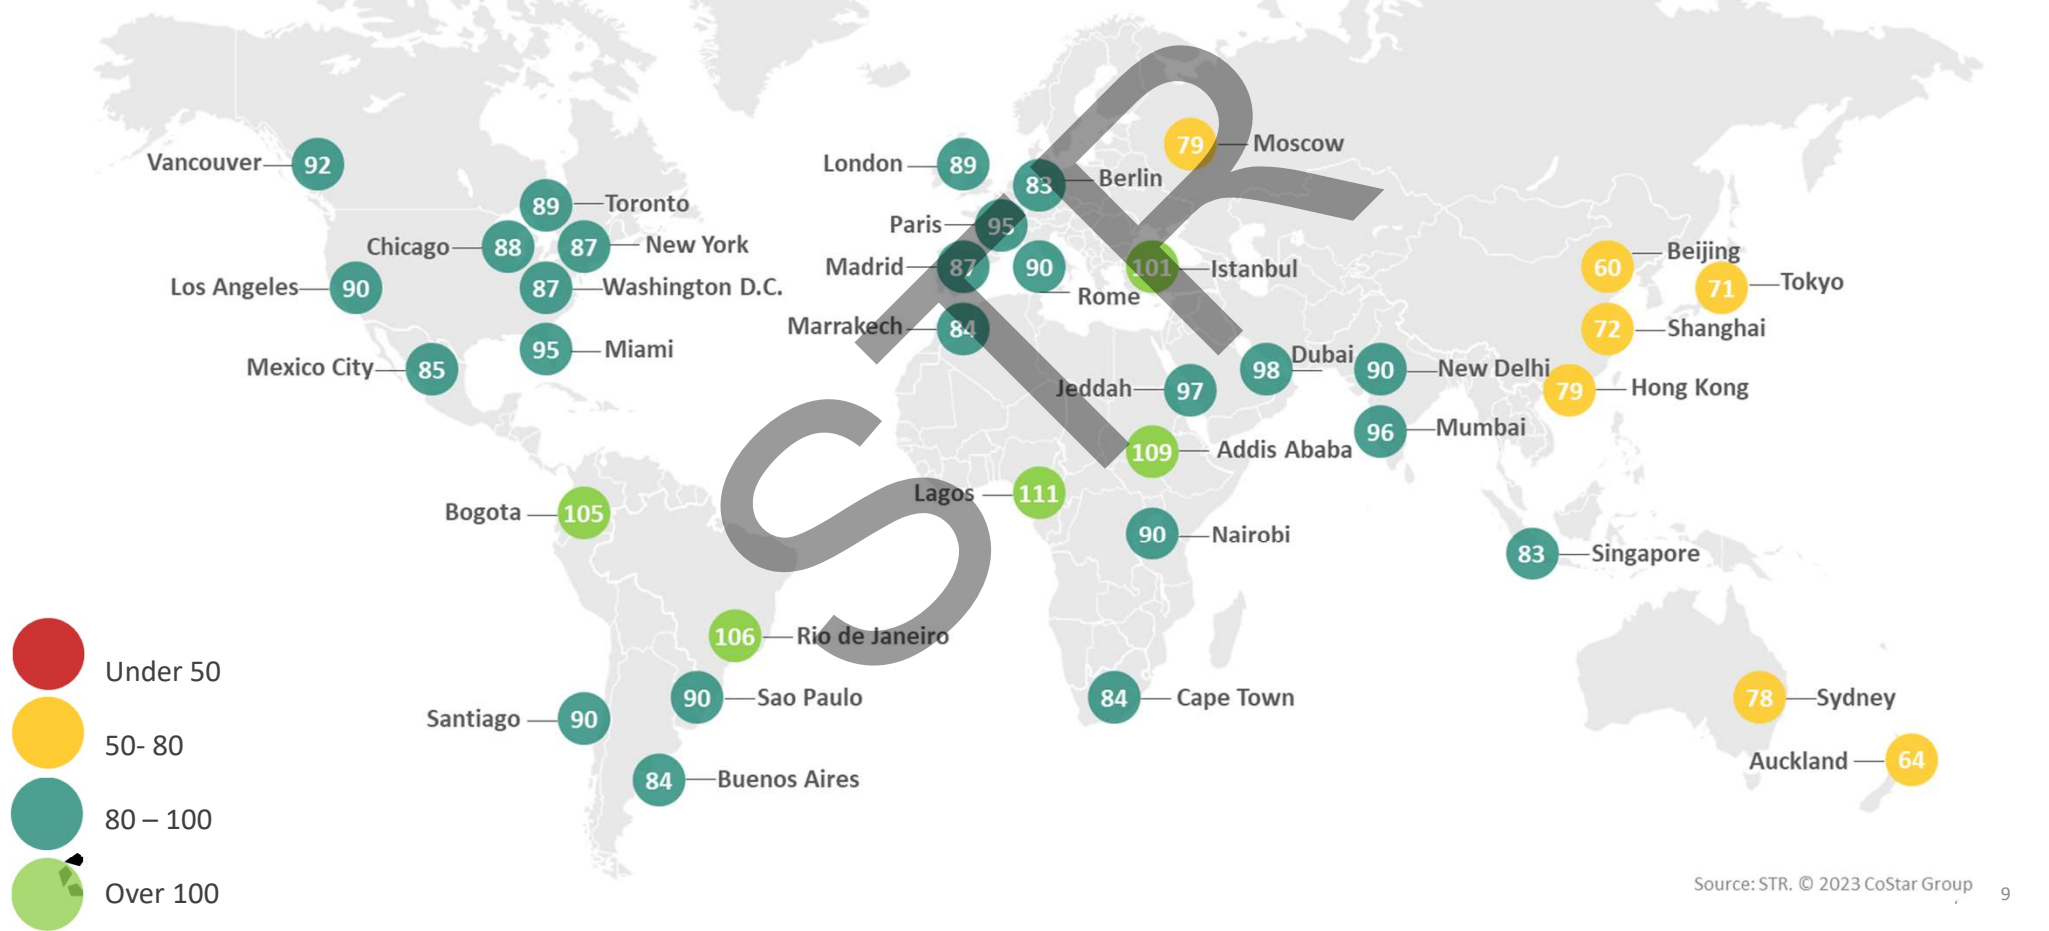 79 Moscow
Vancouver 92
London 89
83 Berlin
89 Toronto
Paris 95
Chicago 88
87 New York
Madrid 87
90
Rome
101 Istanbul
60 Beijing
71 Tokyo
Los Angeles 90
87 Washington D.C.
Marrakech 84
72 Shanghai
95 Miami
Mexico City 85
98 Dubai
90 New Delhi
Jeddah 97
79 Hong Kong
96 Mumbai
109 Addis Ababa
Lagos 111
Bogota 105
90 Nairobi
83 Singapore
106 Rio de Janeiro
90 Sao Paulo
84 Cape Town
78 Sydney
Santiago 90
Auckland 64
84 Buenos Aires
Under 50
50- 80
80 – 100
Over 100
STR
Source: STR. © 2023 CoStar Group
9